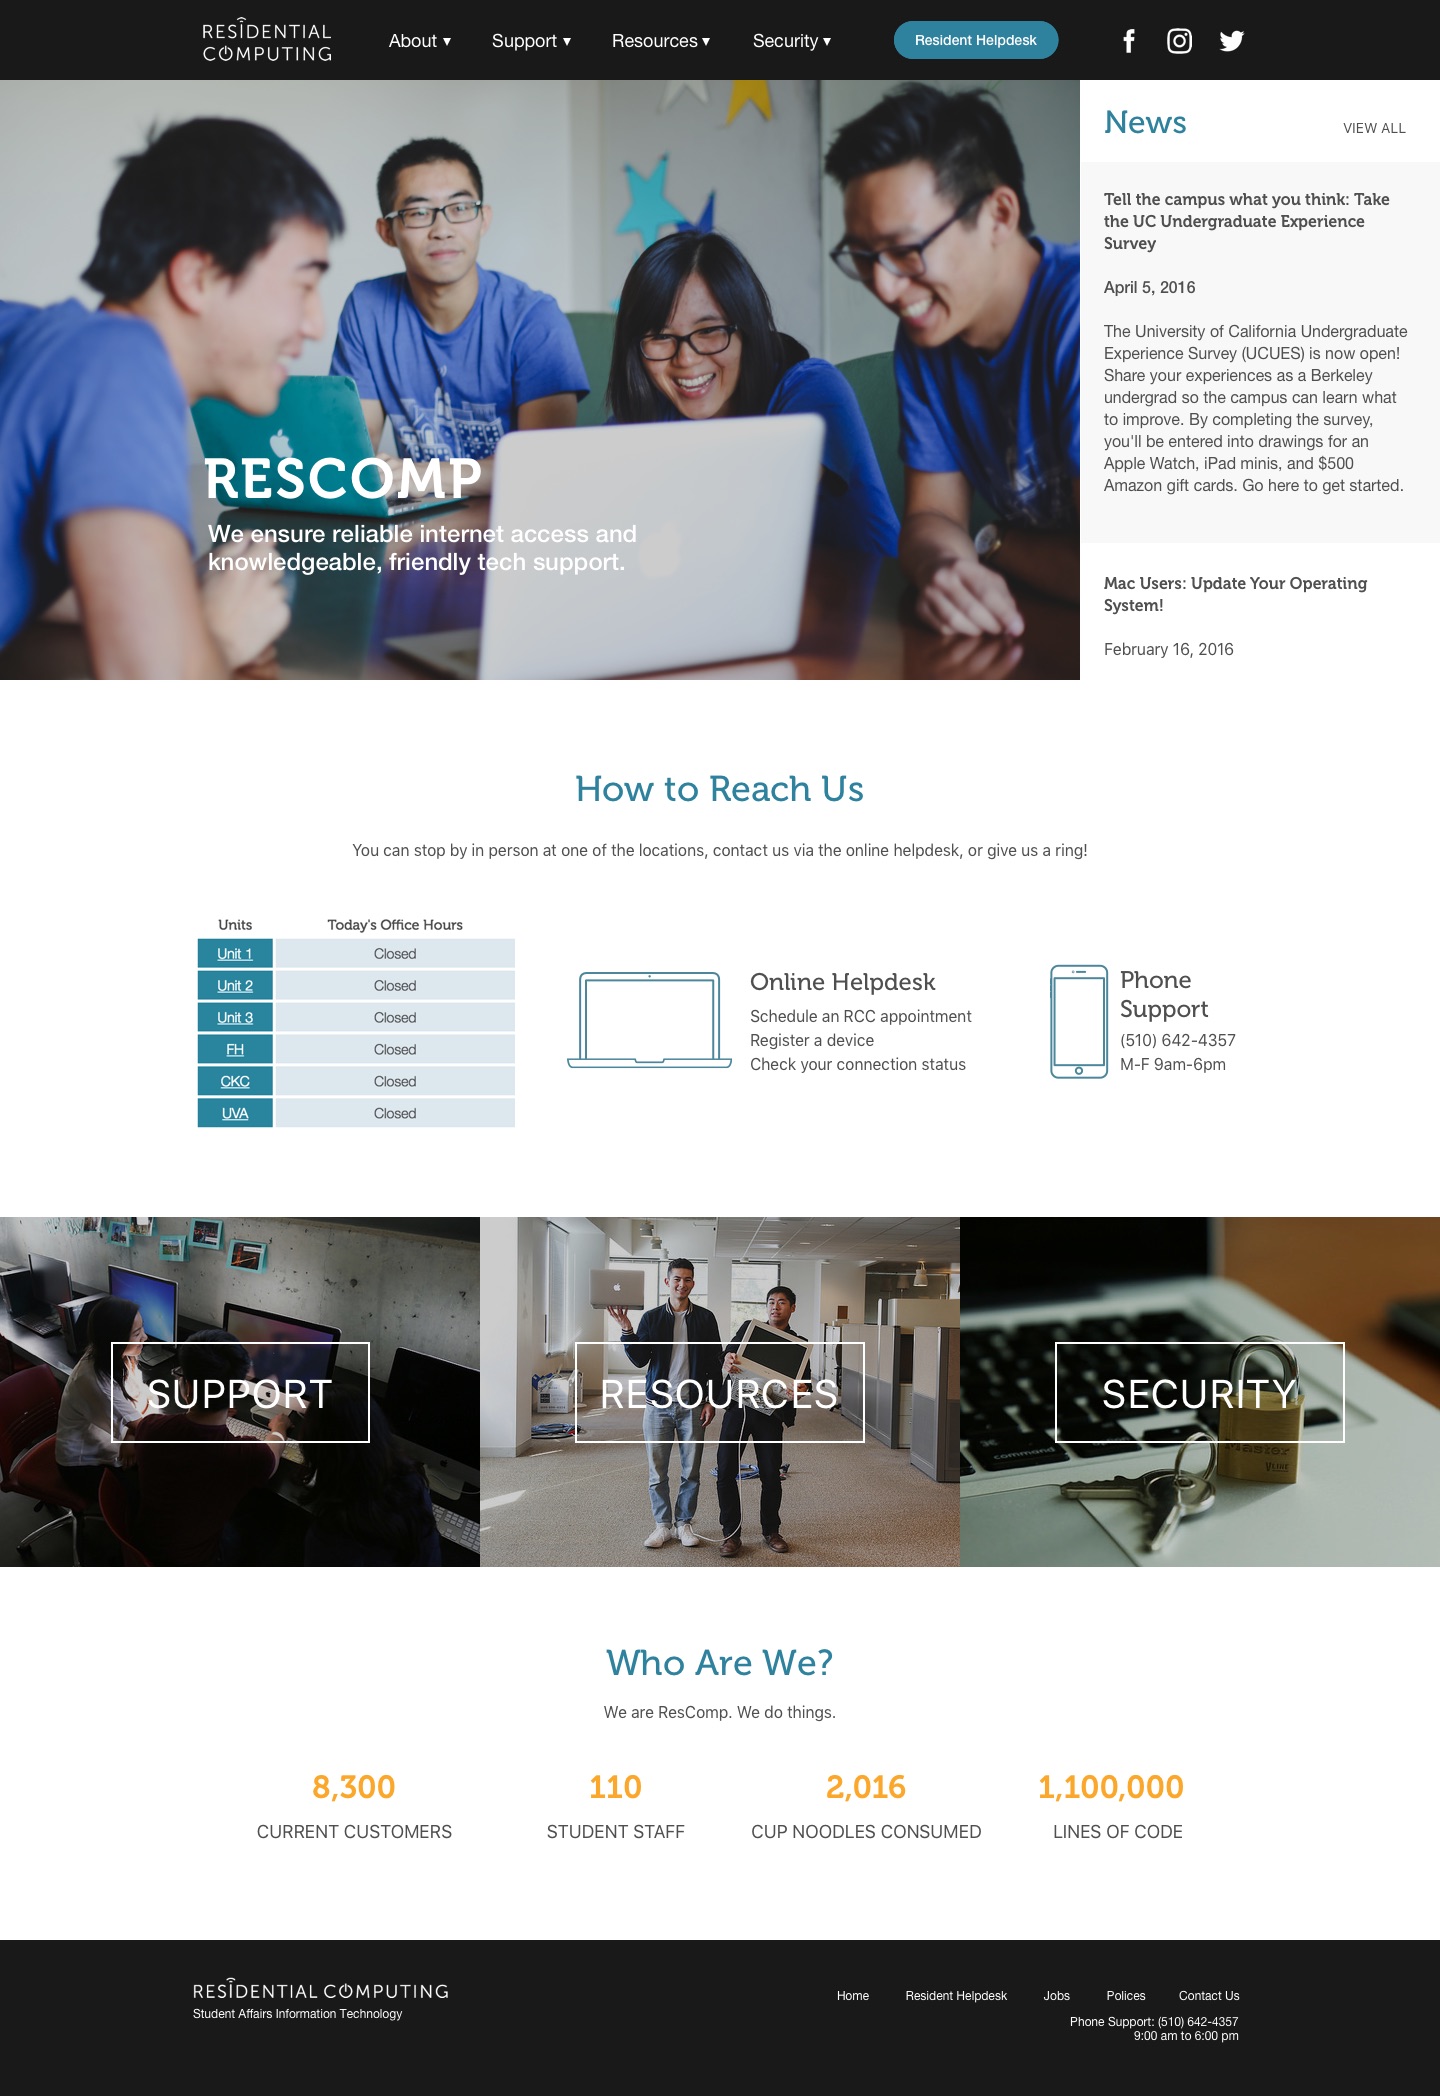 RESIDENTIAL
COMPUTING
About ▼
Support ▼
Resources ▼
Security ▼
Resident Helpdesk
RESCOMP
We ensure reliable internet access and
knowledgeable, friendly tech support.
News
VIEW ALL
Tell the campus what you think: Take
the UC Undergraduate Experience
Survey
April 5, 2016
The University of California Undergraduate
Experience Survey (UCUES) is now open!
Share your experiences as a Berkeley
undergrad so the campus can learn what
to improve. By completing the survey,
you'll be entered into drawings for an
Apple Watch, iPad minis, and $500
Amazon gift cards. Go here to get started.
Mac Users: Update Your Operating
System!
February 16, 2016
How to Reach Us
You can stop by in person at one of the locations, contact us via the online helpdesk, or give us a ring!
Units Today's Office Hours
Unit 1 Closed
Unit 2 Closed
Unit 3 Closed
FH Closed
CKC Closed
UVA Closed
Online Helpdesk
Schedule an RCC appointment
Register a device
Check your connection status
Phone
Support
(510) 642-4357
M-F 9am-6pm
SUPPORT
RESOURCES
SECURITY
command
option
Master
Who Are We?
We are ResComp. We do things.
8,300
CURRENT CUSTOMERS
110
STUDENT STAFF
2,016
CUP NOODLES CONSUMED
1,100,000
LINES OF CODE
RESIDENTIAL COMPUTING
Student Affairs Information Technology
Home
Resident Helpdesk
Jobs
Polices
Contact Us
Phone Support: (510) 642-4357
9:00 am to 6:00 pm